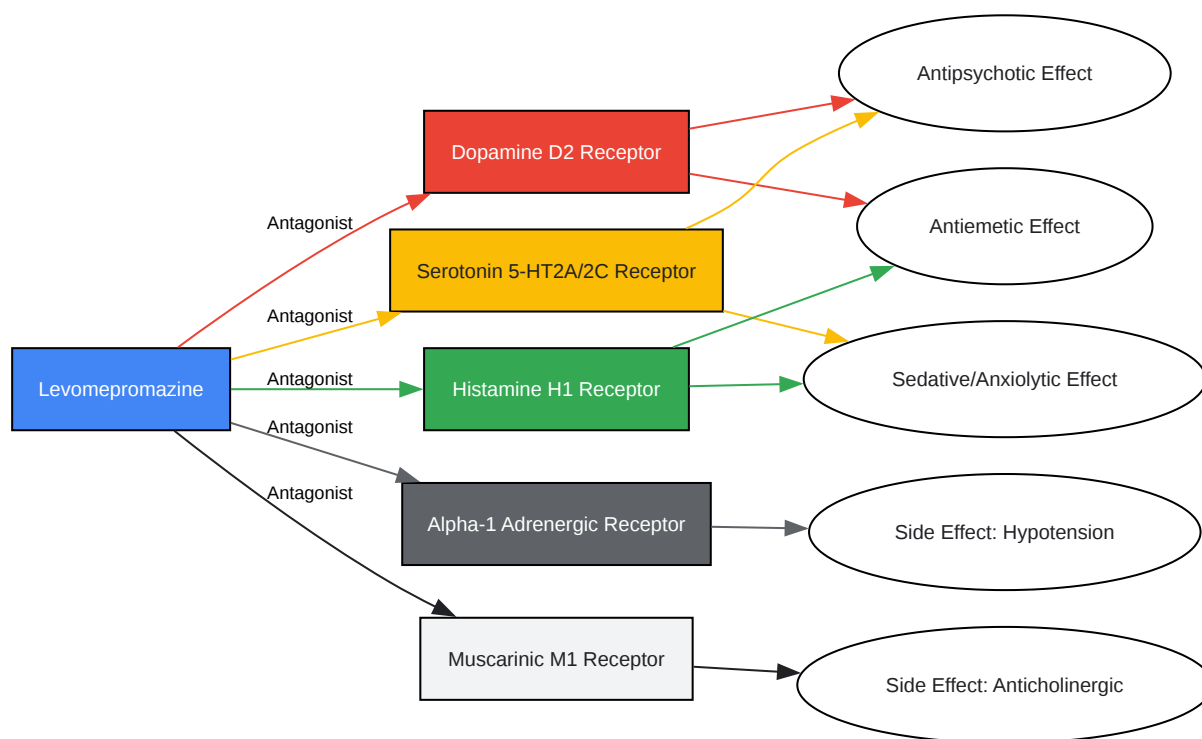 Antipsychotic Effect
Dopamine D2 Receptor
Antagonist
Antiemetic Effect
Serotonin 5-HT2A/2C Receptor
Antagonist
Levomepromazine
Antagonist
Histamine H1 Receptor
Sedative/Anxiolytic Effect
Antagonist
Alpha-1 Adrenergic Receptor
Side Effect: Hypotension
Antagonist
Muscarinic M1 Receptor
Side Effect: Anticholinergic